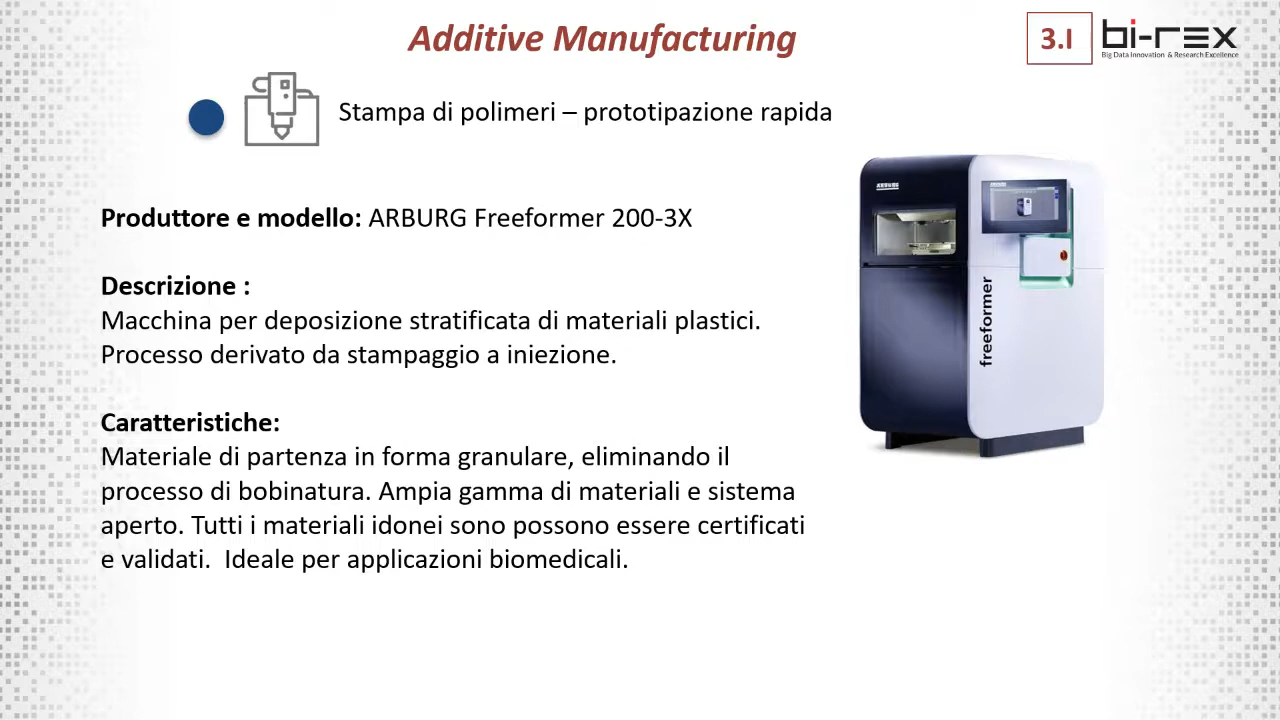 Additive Manufacturing
3.I
bi-rex
Big Data Innovation & Research Excellence
Stampa di polimeri – prototipazione rapida
ARBURG
freeformer
Produttore e modello: ARBURG Freeformer 200-3X
Descrizione :
Macchina per deposizione stratificata di materiali plastici.
Processo derivato da stampaggio a iniezione.
Caratteristiche:
Materiale di partenza in forma granulare, eliminando il
processo di bobinatura. Ampia gamma di materiali e sistema
aperto. Tutti i materiali idonei sono possono essere certificati
e validati.  Ideale per applicazioni biomedicali.